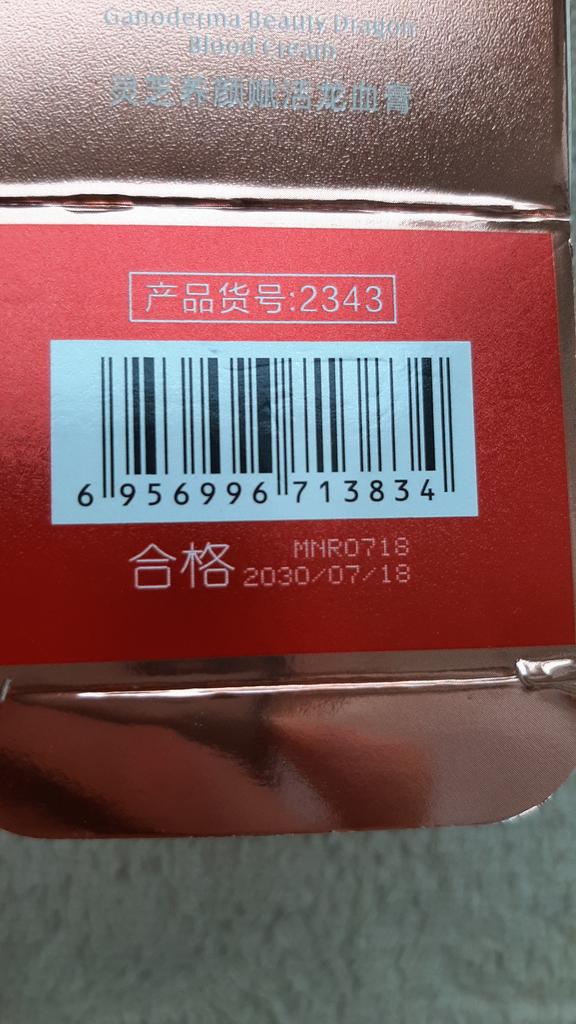 Ganoderma Beauty Dragon
Blood Cream
灵芝养颜赋活龙血膏
产品货号:2343
6 956996 713834
合格
MNR0718
2030/07/18